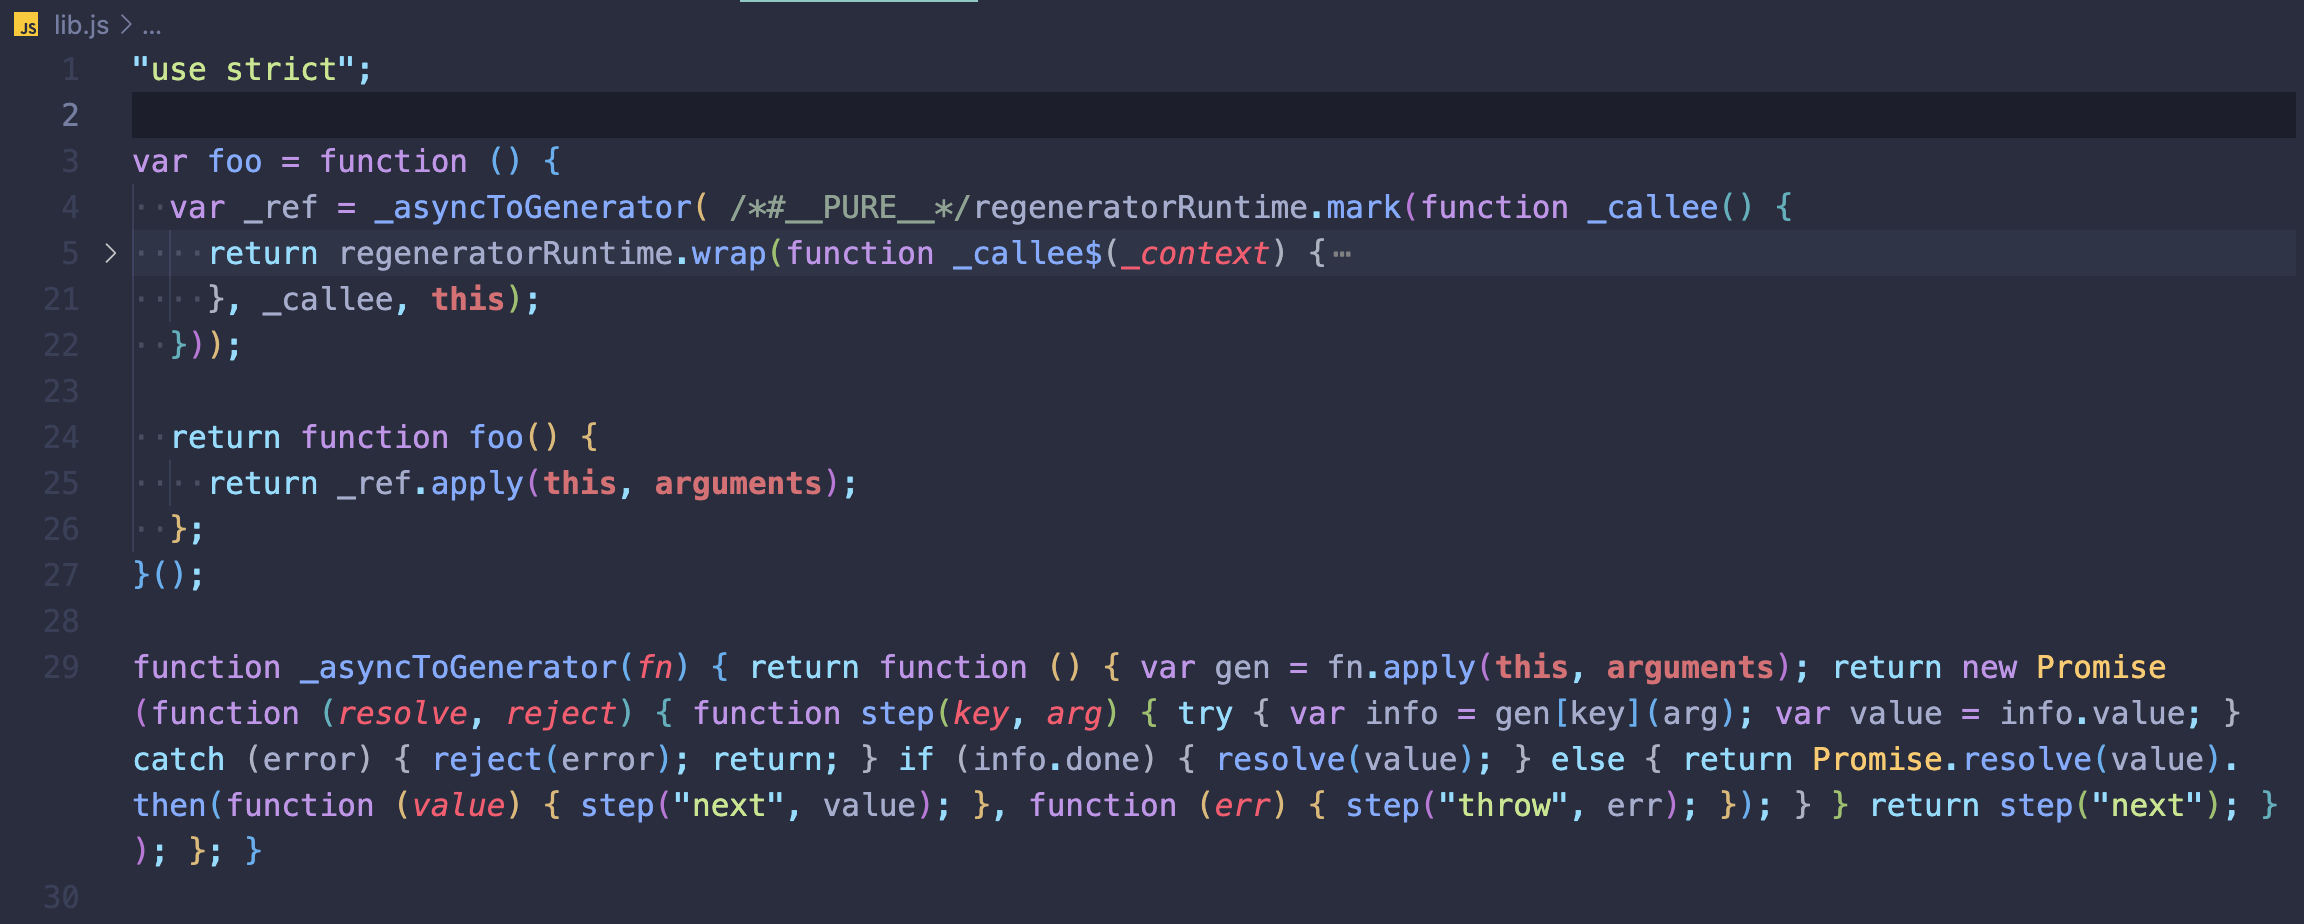 JS lib.js > ...
1 "use strict";
2
3 var foo = function () {
4 ··var _ref = _asyncToGenerator( /*#__PURE__*/regeneratorRuntime.mark(function _callee() {
5 > ····return regeneratorRuntime.wrap(function _callee$(_context) {⋯
21 ····}, _callee, this);
22 ··}));
23
24 ··return function foo() {
25 ····return _ref.apply(this, arguments);
26 ··};
27 }();
28
29 function _asyncToGenerator(fn) { return function () { var gen = fn.apply(this, arguments); return new Promise
(function (resolve, reject) { function step(key, arg) { try { var info = gen[key](arg); var value = info.value; }
catch (error) { reject(error); return; } if (info.done) { resolve(value); } else { return Promise.resolve(value).
then(function (value) { step("next", value); }, function (err) { step("throw", err); }); } } return step("next"); }
); }; }
30